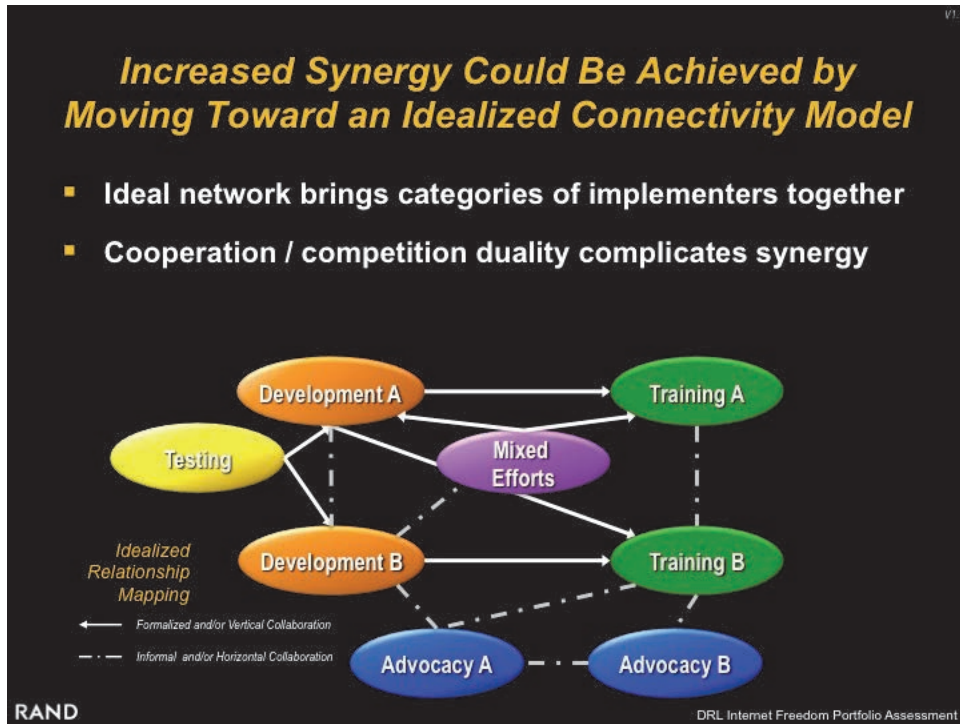 V1.
Increased Synergy Could Be Achieved by
Moving Toward an Idealized Connectivity Model
Ideal network brings categories of implementers together
Cooperation / competition duality complicates synergy
Development A
Training A
Testing
Mixed
Efforts
Development B
Training B
Idealized
Relationship
Mapping
Formalized and/or Vertical Collaboration
Informal and/or Horizontal Collaboration
Advocacy A
Advocacy B
RAND
DRL Internet Freedom Portfolio Assessment